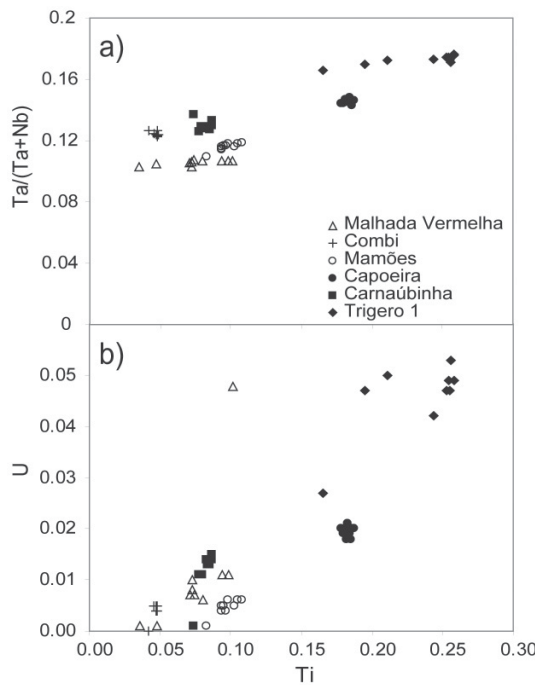 0.2
a)
0.16
0.12
0.08
0.04
0
Ta/(Ta+Nb)
Malhada Vermelha
Combi
Mamões
Capoeira
Carnaúbinha
Trigero 1
b)
0.05
0.04
0.03
0.02
0.01
0.00
U
0.00 0.05 0.10 0.15 0.20 0.25 0.30
Ti